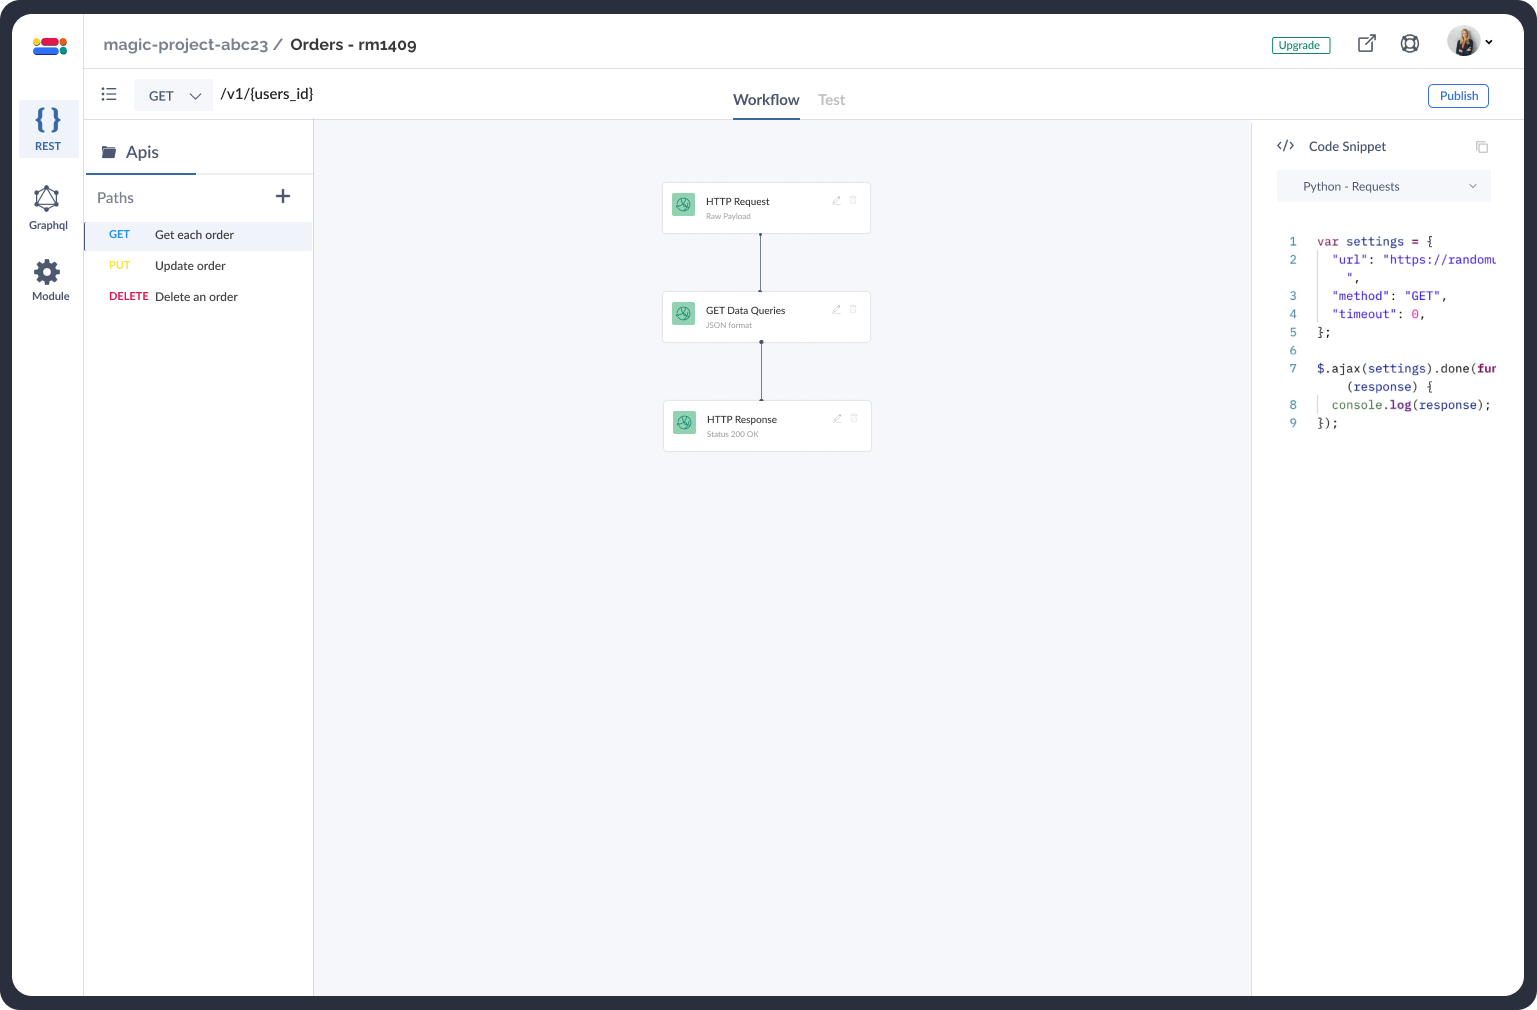 magic-project-abc23 / Orders - rm1409
Upgrade
GET
/v1/{users_id}
Workflow
Test
Publish
{ }
REST
Graphql
Module
Apis
Paths
+
GET Get each order
PUT Update order
DELETE Delete an order
HTTP Request
Raw Payload
GET Data Queries
JSON format
HTTP Response
Status 200 OK
</> Code Snippet
Python - Requests
1 var settings = {
2 "url": "https://randomu
",
3 "method": "GET",
4 "timeout": 0,
5 };
6
7 $.ajax(settings).done(fun
(response) {
8 console.log(response);
9 });